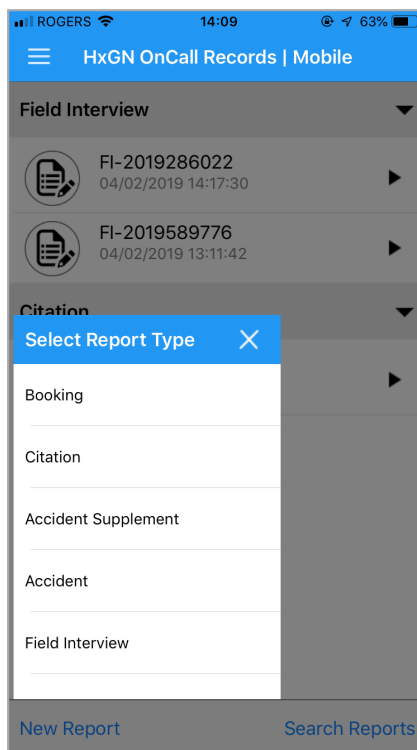 ROGERS 14:09 63%
HxGN OnCall Records | Mobile
Field Interview
FI-2019286022
04/02/2019 14:17:30
FI-2019589776
04/02/2019 13:11:42
Citation
Select Report Type
Booking
Citation
Accident Supplement
Accident
Field Interview
New Report Search Reports